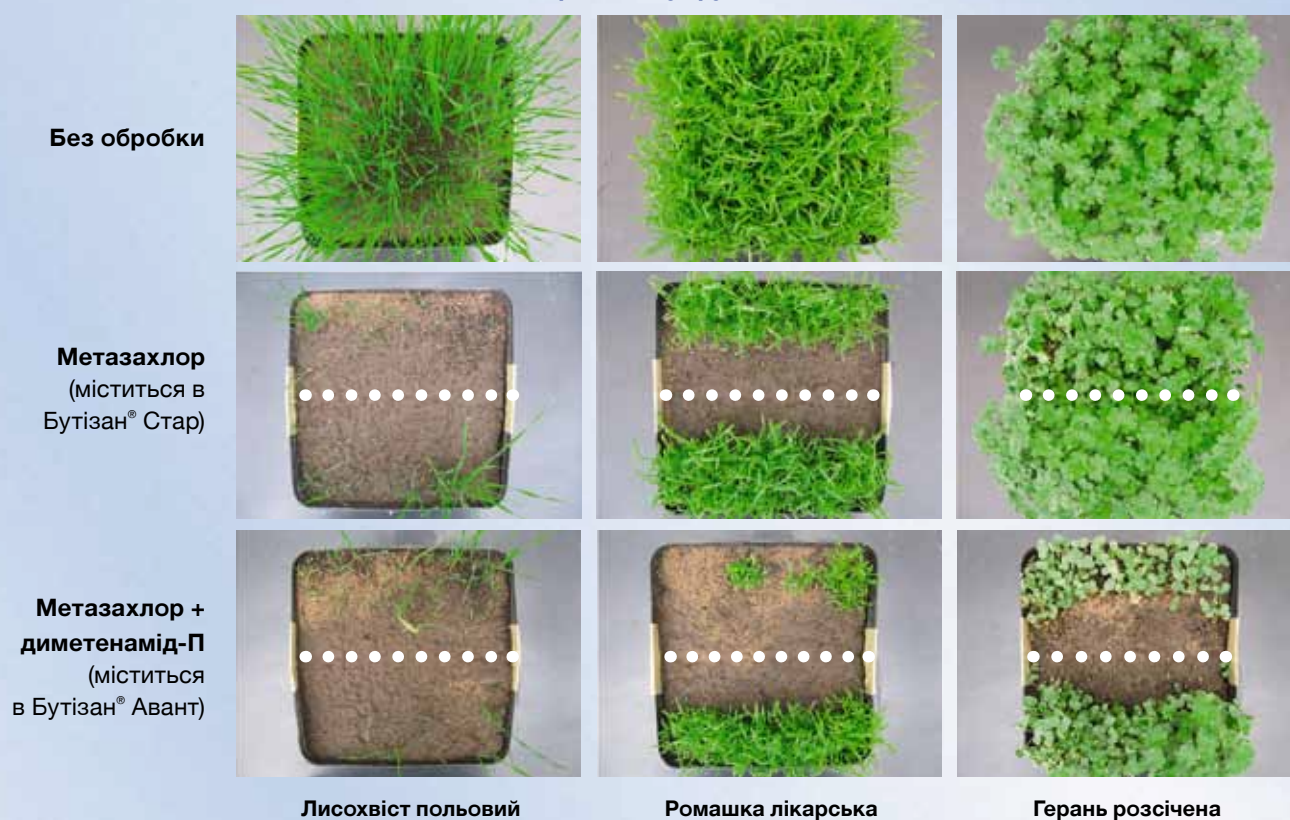 Без обробки
Метазахлор
(міститься в
Бутізан® Стар)
Метазахлор +
диметенамід-П
(міститься
в Бутізан® Авант)
Лисохвіст польовий
Ромашка лікарська
Герань розсічена